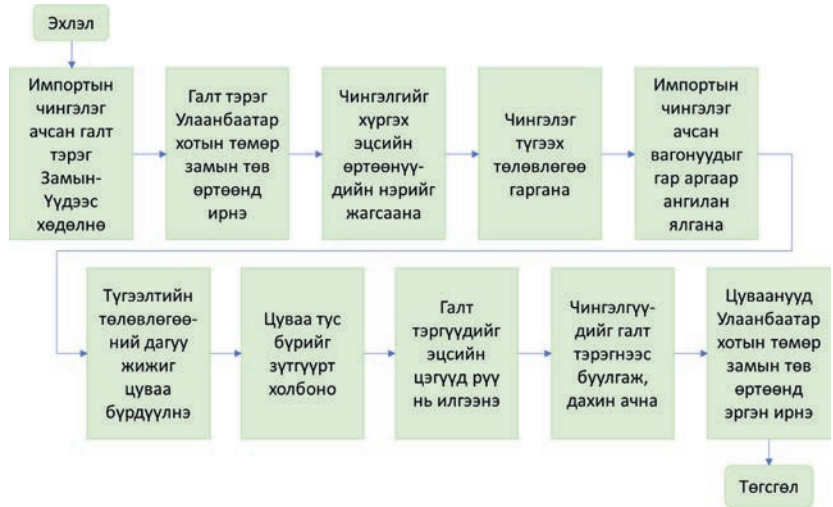 Эхлэл
Импортын
чингэлэг
ачсан галт
тэрэг
Замын-
Үүдээс
хөдөлнө
Галт тэрэг
Улаанбаатар
хотын төмөр
замын төв
өртөөнд
ирнэ
Чингэлгийг
хүргэх
эцсийн
өртөөнүү-
дийн нэрийг
жагсаана
Чингэлэг
түгээх
төлөвлөгөө
гаргана
Импортын
чингэлэг
ачсан
вагонуудыг
гар аргаар
ангилан
ялгана
Түгээлтийн
төлөвлөгөө-
ний дагуу
жижиг
цуваа
бүрдүүлнэ
Цуваа тус
бүрийг
зүтгүүрт
холбоно
Галт
тэргүүдийг
эцсийн
цэгүүд рүү
нь илгээнэ
Чингэлгүү-
дийг галт
тэрэгнээс
буулгаж,
дахин ачна
Цуваанууд
Улаанбаатар
хотын төмөр
замын төв
өртөөнд
эргэн ирнэ
Төгсгөл